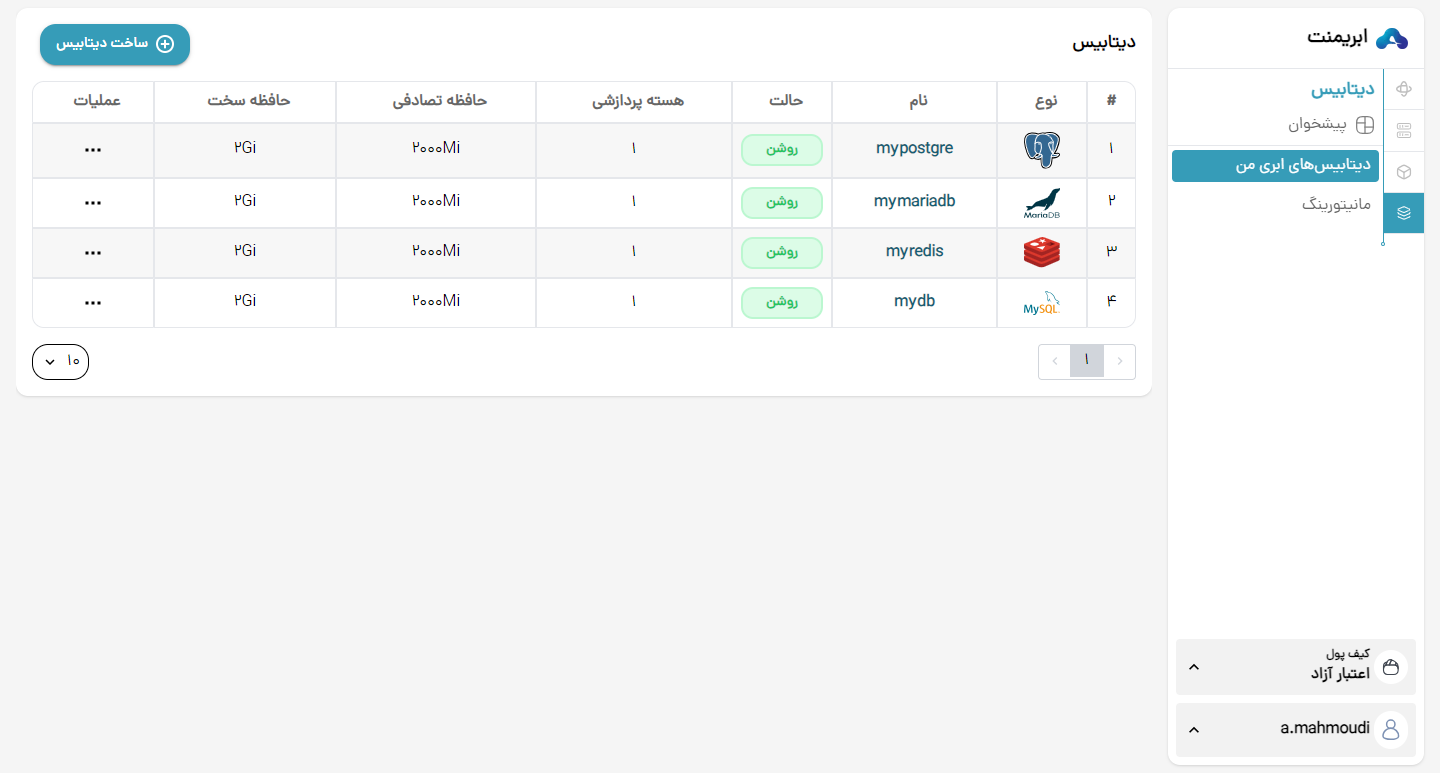 ابریمنت
دیتابیس
پیشخوان
دیتابیس‌های ابری من
مانیتورینگ
کیف پول
اعتبار آزاد
a.mahmoudi
دیتابیس
ساخت دیتابیس
# نوع نام حالت هسته پردازشی حافظه تصادفی حافظه سخت عملیات
۱ mypostgre روشن ۱ ۲۰۰۰Mi ۲Gi ...
۲ MariaDB mymariadb روشن ۱ ۲۰۰۰Mi ۲Gi ...
۳ myredis روشن ۱ ۲۰۰۰Mi ۲Gi ...
۴ MySQL mydb روشن ۱ ۲۰۰۰Mi ۲Gi ...
۱
۱۰